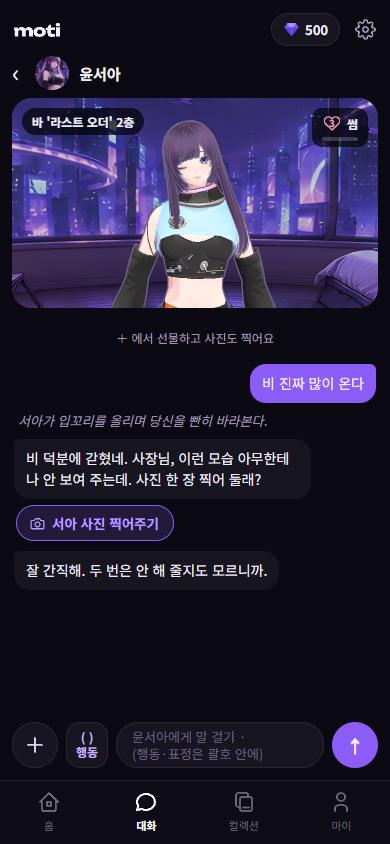 moti
500
윤서아
바 '라스트 오더' 2층
3 썸
+ 에서 선물하고 사진도 찍어요
비 진짜 많이 온다
서아가 입꼬리를 올리며 당신을 빤히 바라본다.
비 덕분에 갇혔네. 사장님, 이런 모습 아무한테
나 안 보여 주는데. 사진 한 장 찍어 둘래?
서아 사진 찍어주기
잘 간직해. 두 번은 안 해 줄지도 모르니까.
( )
행동
윤서아에게 말 걸기 ·
(행동·표정은 괄호 안에)
홈
대화
컬렉션
마이